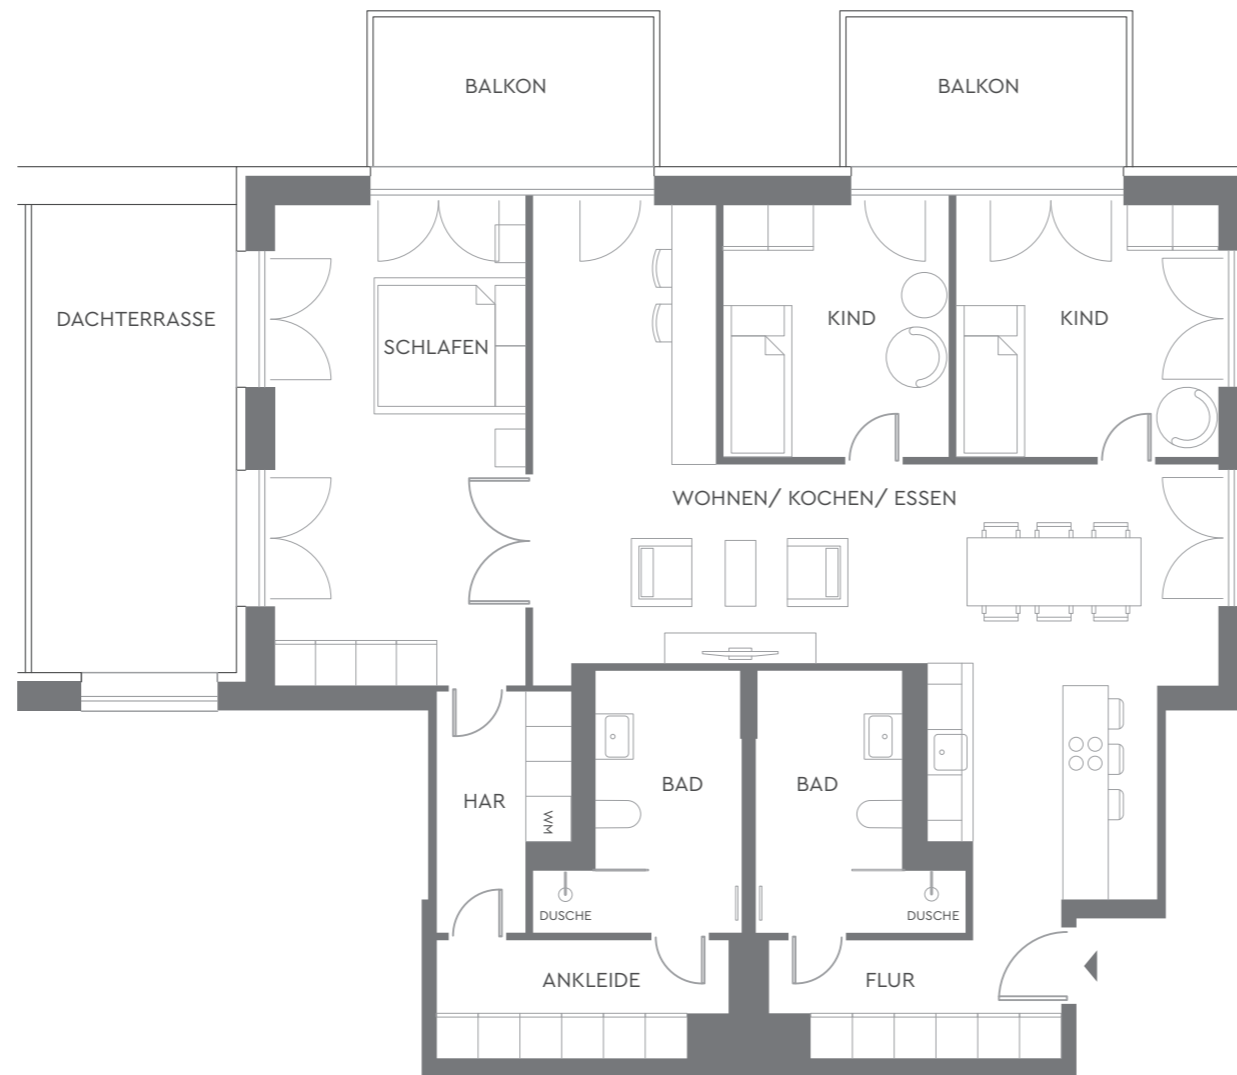 BALKON
BALKON
DACHTERRASSE
SCHLAFEN
KIND
KIND
WOHNEN/ KOCHEN/ ESSEN
HAR
WM
BAD
BAD
DUSCHE
DUSCHE
ANKLEIDE
FLUR